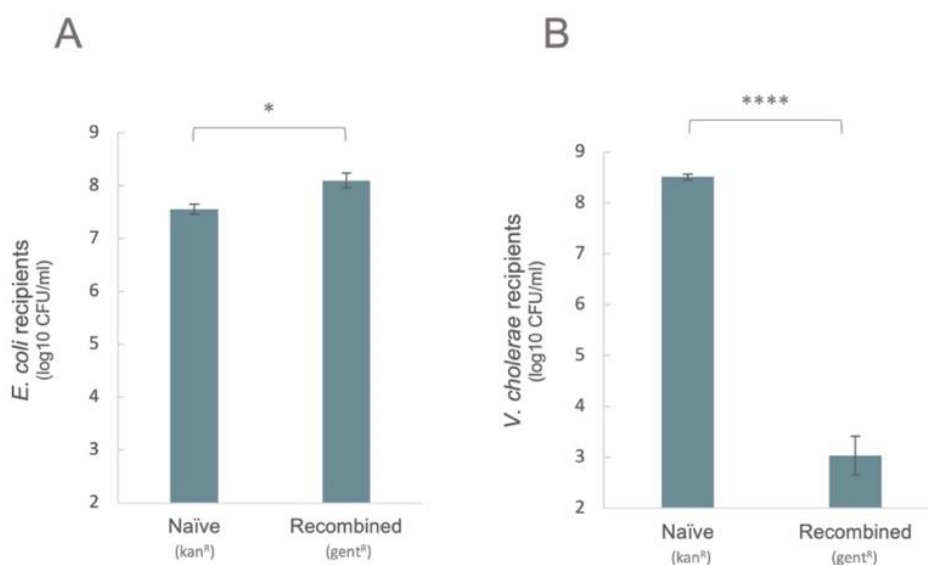 A
*
9
8
7
6
5
4
3
2
E. coli recipients
(log10 CFU/ml)
Naïve
(kanᴿ)
Recombined
(gentᴿ)
B
****
9
8
8
6
5
4
3
2
V. cholerae recipients
(log10 CFU/ml)
Naïve
(kanᴿ)
Recombined
(gentᴿ)